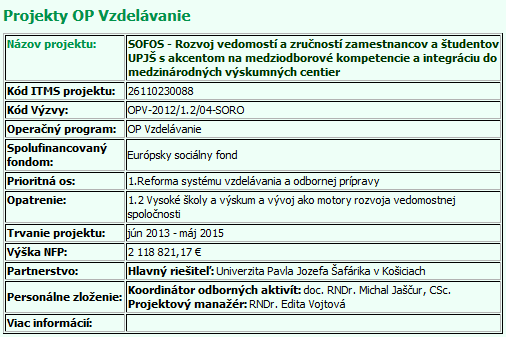 Projekty OP Vzdelávanie
Názov projektu: SOFOS - Rozvoj vedomostí a zručností zamestnancov a študentov
UPJŠ s akcentom na medziodborové kompetencie a integráciu do
medzinárodných výskumných centier
Kód ITMS projektu: 26110230088
Kód Výzvy: OPV-2012/1.2/04-SORO
Operačný program: OP Vzdelávanie
Spolufinancovaný
fondom: Európsky sociálny fond
Prioritná os: 1.Reforma systému vzdelávania a odbornej prípravy
Opatrenie: 1.2 Vysoké školy a výskum a vývoj ako motory rozvoja vedomostnej
spoločnosti
Trvanie projektu: jún 2013 - máj 2015
Výška NFP: 2 118 821,17 €
Partnerstvo: Hlavný riešiteľ: Univerzita Pavla Jozefa Šafárika v Košiciach
Personálne zloženie: Koordinátor odborných aktivít: doc. RNDr. Michal Jaščur, CSc.
Projektový manažér: RNDr. Edita Vojtová
Viac informácií: